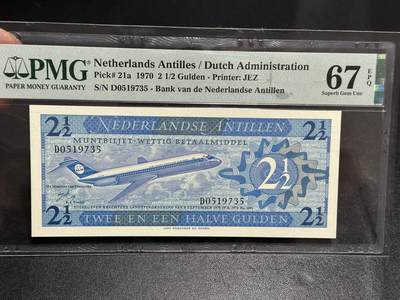 PMG
PAPER MONEY GUARANTY
Netherlands Antilles / Dutch Administration
Pick# 21a 1970 2 1/2 Gulden - Printer: JEZ
S/N D0519735 - Bank van de Nederlandse Antillen
67 EPQ
Superb Gem Unc
2½ NEDERLANDSE ANTILLEN 2½
MUNTBILJET-WETTIG BETAALMIDDEL
D0519735
2½
D0519735
2½ TWEE EN EEN HALVE GULDEN 2½